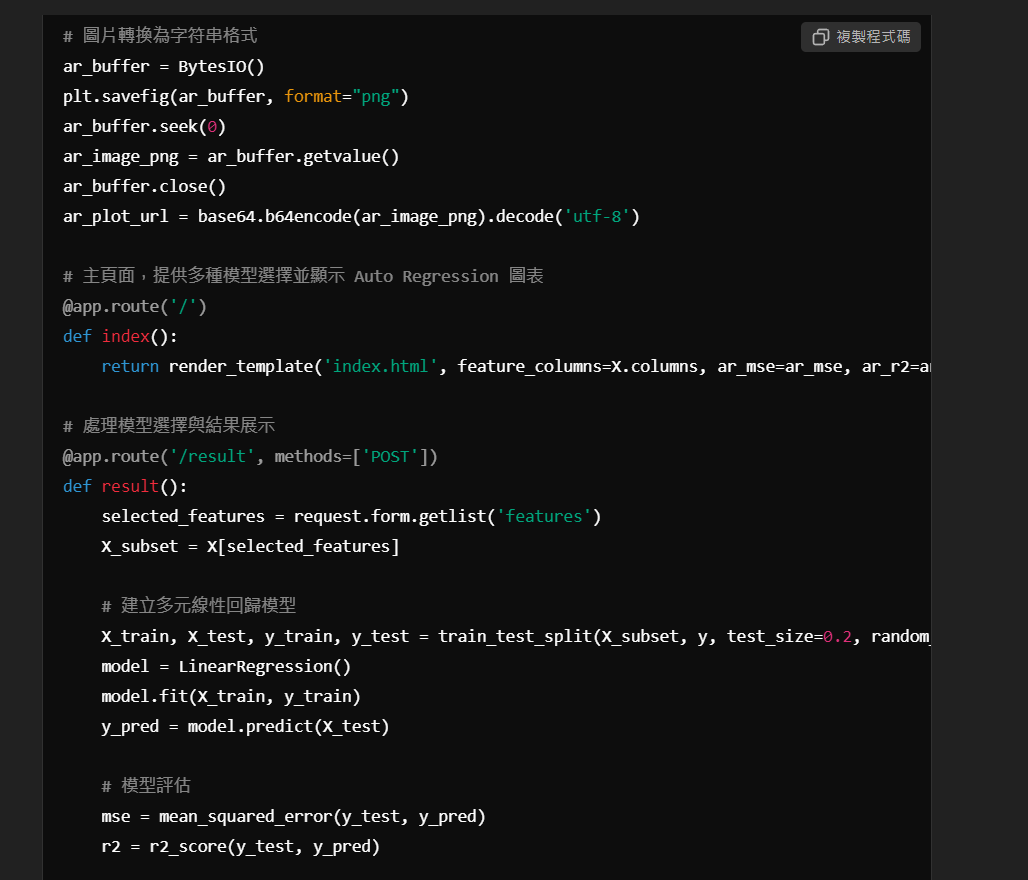 # 圖片轉換為字符串格式
複製程式碼
ar_buffer = BytesIO()
plt.savefig(ar_buffer, format="png")
ar_buffer.seek(0)
ar_image_png = ar_buffer.getvalue()
ar_buffer.close()
ar_plot_url = base64.b64encode(ar_image_png).decode('utf-8')
# 主頁面，提供多種模型選擇並顯示 Auto Regression 圖表
@app.route('/')
def index():
return render_template('index.html', feature_columns=X.columns, ar_mse=ar_mse, ar_r2=a
# 處理模型選擇與結果展示
@app.route('/result', methods=['POST'])
def result():
selected_features = request.form.getlist('features')
X_subset = X[selected_features]
# 建立多元線性回歸模型
X_train, X_test, y_train, y_test = train_test_split(X_subset, y, test_size=0.2, random_
model = LinearRegression()
model.fit(X_train, y_train)
y_pred = model.predict(X_test)
# 模型評估
mse = mean_squared_error(y_test, y_pred)
r2 = r2_score(y_test, y_pred)